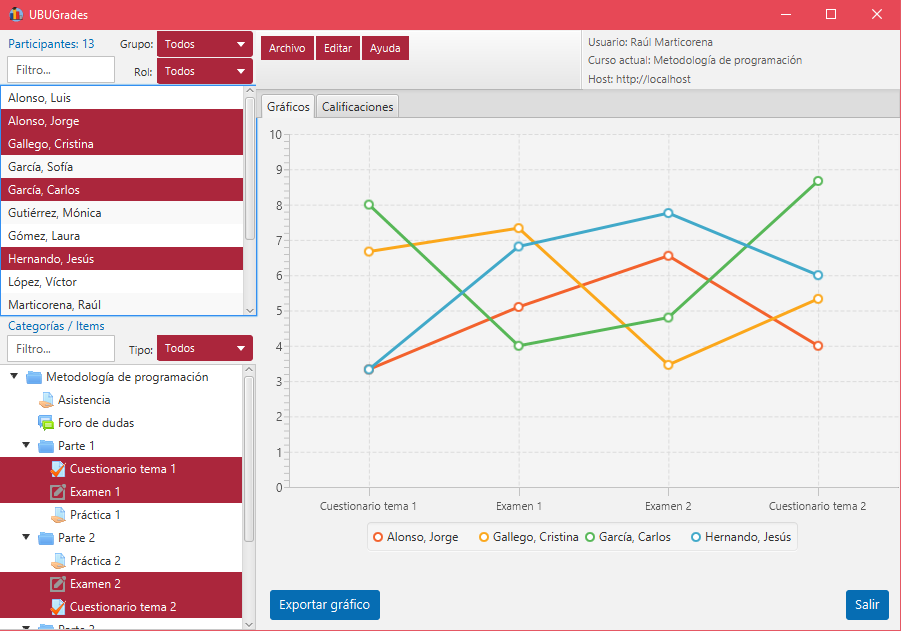 UBUGrades
Participantes: 13
Grupo:
Todos
Filtro...
Rol:
Todos
Archivo
Editar
Ayuda
Usuario: Raúl Marticorena
Curso actual: Metodología de programación
Host: http://localhost
Alonso, Luis
Alonso, Jorge
Gallego, Cristina
García, Sofía
García, Carlos
Gutiérrez, Mónica
Gómez, Laura
Hernando, Jesús
López, Víctor
Marticorena, Raúl
Categorías / Items
Filtro...
Tipo:
Todos
Metodología de programación
Asistencia
Foro de dudas
Parte 1
Cuestionario tema 1
Examen 1
Práctica 1
Parte 2
Práctica 2
Examen 2
Cuestionario tema 2
Gráficos
Calificaciones
10
9
8
7
6
5
4
3
2
1
0
Cuestionario tema 1
Examen 1
Examen 2
Cuestionario tema 2
Alonso, Jorge
Gallego, Cristina
García, Carlos
Hernando, Jesús
Exportar gráfico
Salir